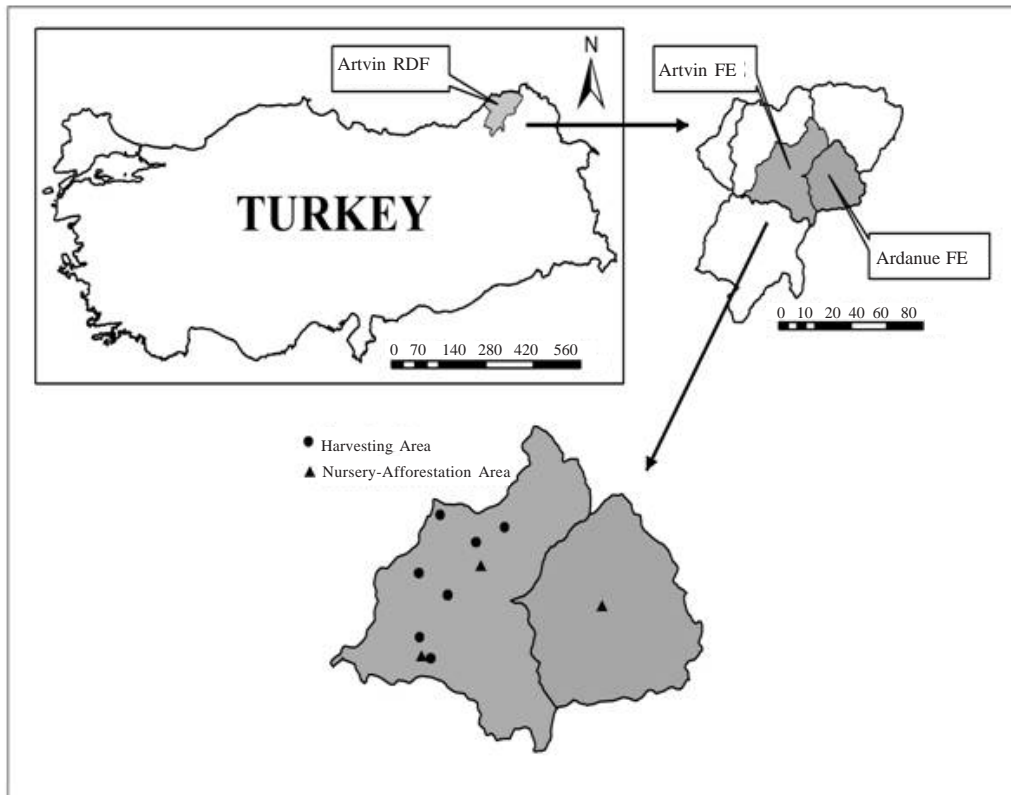 Artvin RDF
N
Artvin FE
TURKEY
Ardanue FE
0 70 140 280 420 560
0 10 20 40 60 80
Harvesting Area
Nursery-Afforestation Area